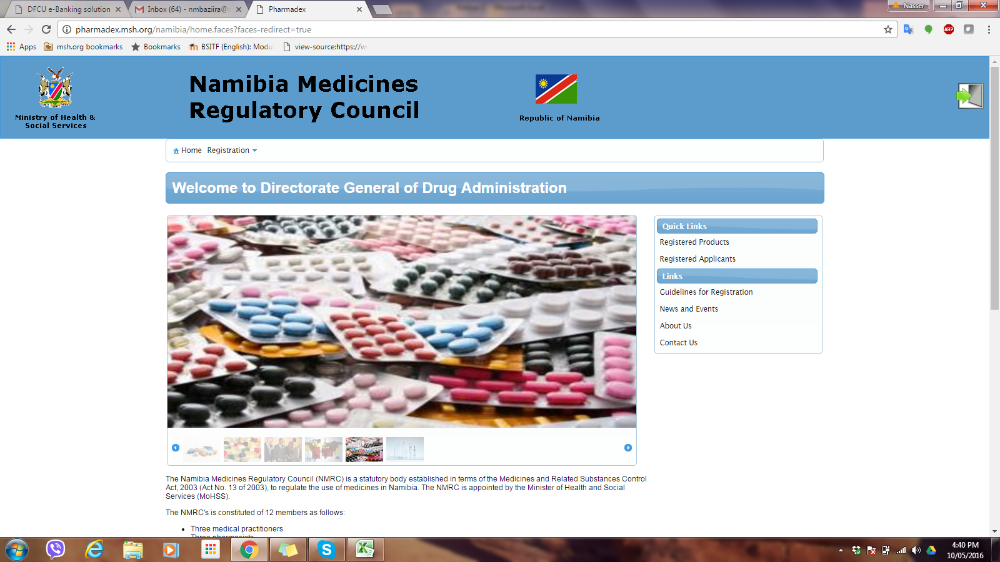 DFCU e-Banking solution
Inbox (64) - nmbaziira@
Pharmadex
Nasser
pharmadex.msh.org/namibia/home.faces?faces-redirect=true
ABP
Apps
msh.org bookmarks
Bookmarks
BSITF (English): Modu
view-source:https://w
Ministry of Health &
Social Services
Namibia Medicines
Regulatory Council
Republic of Namibia
Home
Registration
Welcome to Directorate General of Drug Administration
Quick Links
Registered Products
Registered Applicants
Links
Guidelines for Registration
News and Events
About Us
Contact Us
The Namibia Medicines Regulatory Council (NMRC) is a statutory body established in terms of the Medicines and Related Substances Control
Act, 2003 (Act No. 13 of 2003), to regulate the use of medicines in Namibia. The NMRC is appointed by the Minister of Health and Social
Services (MoHSS).
The NMRC's is constituted of 12 members as follows:
• Three medical practitioners
Three pharmacists
4:40 PM
10/05/2016